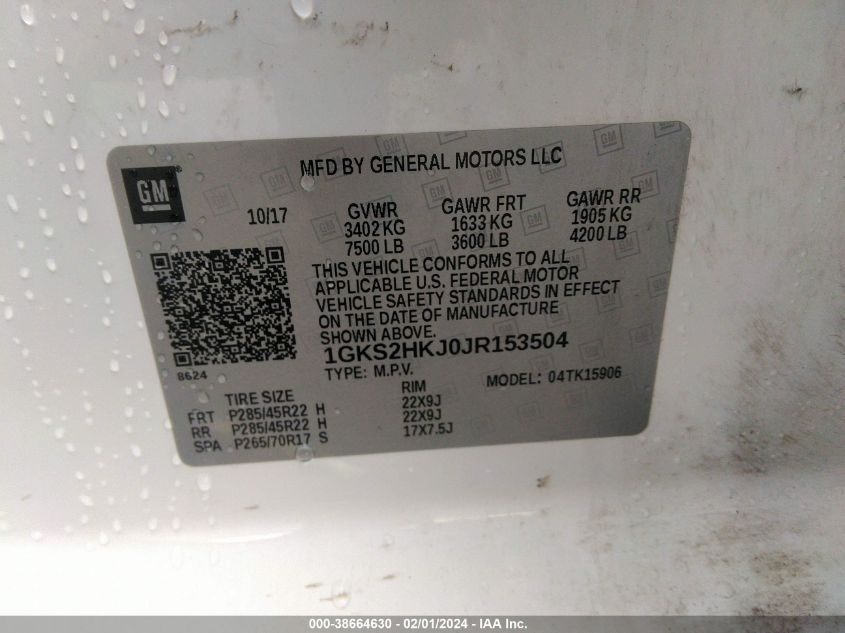 MFD BY GENERAL MOTORS LLC
GM
10/17
GVWR GAWR FRT GAWR RR
3402 KG 1633 KG 1905 KG
7500 LB 3600 LB 4200 LB
THIS VEHICLE CONFORMS TO ALL
APPLICABLE U.S. FEDERAL MOTOR
VEHICLE SAFETY STANDARDS IN EFFECT
ON THE DATE OF MANUFACTURE
SHOWN ABOVE.
1GKS2HKJ0JR153504
8624
TYPE: M.P.V. MODEL: 04TK15906
TIRE SIZE RIM
FRT P285/45R22 H 22X9J
RR P285/45R22 H 22X9J
SPA P265/70R17 S 17X7.5J
000-38664630 - 02/01/2024 - IAA Inc.